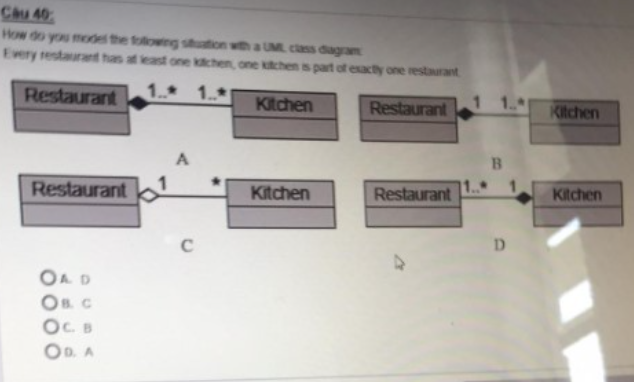 Câu 40:
How do you model the following situation with a UML class diagram:
Every restaurant has at least one kitchen, one kitchen is part of exactly one restaurant
Restaurant 1..* 1..* Kitchen Restaurant 1 1..* Kitchen
A B
Restaurant 1 * Kitchen Restaurant 1..* 1 Kitchen
C D
A. D
B. C
C. B
D. A